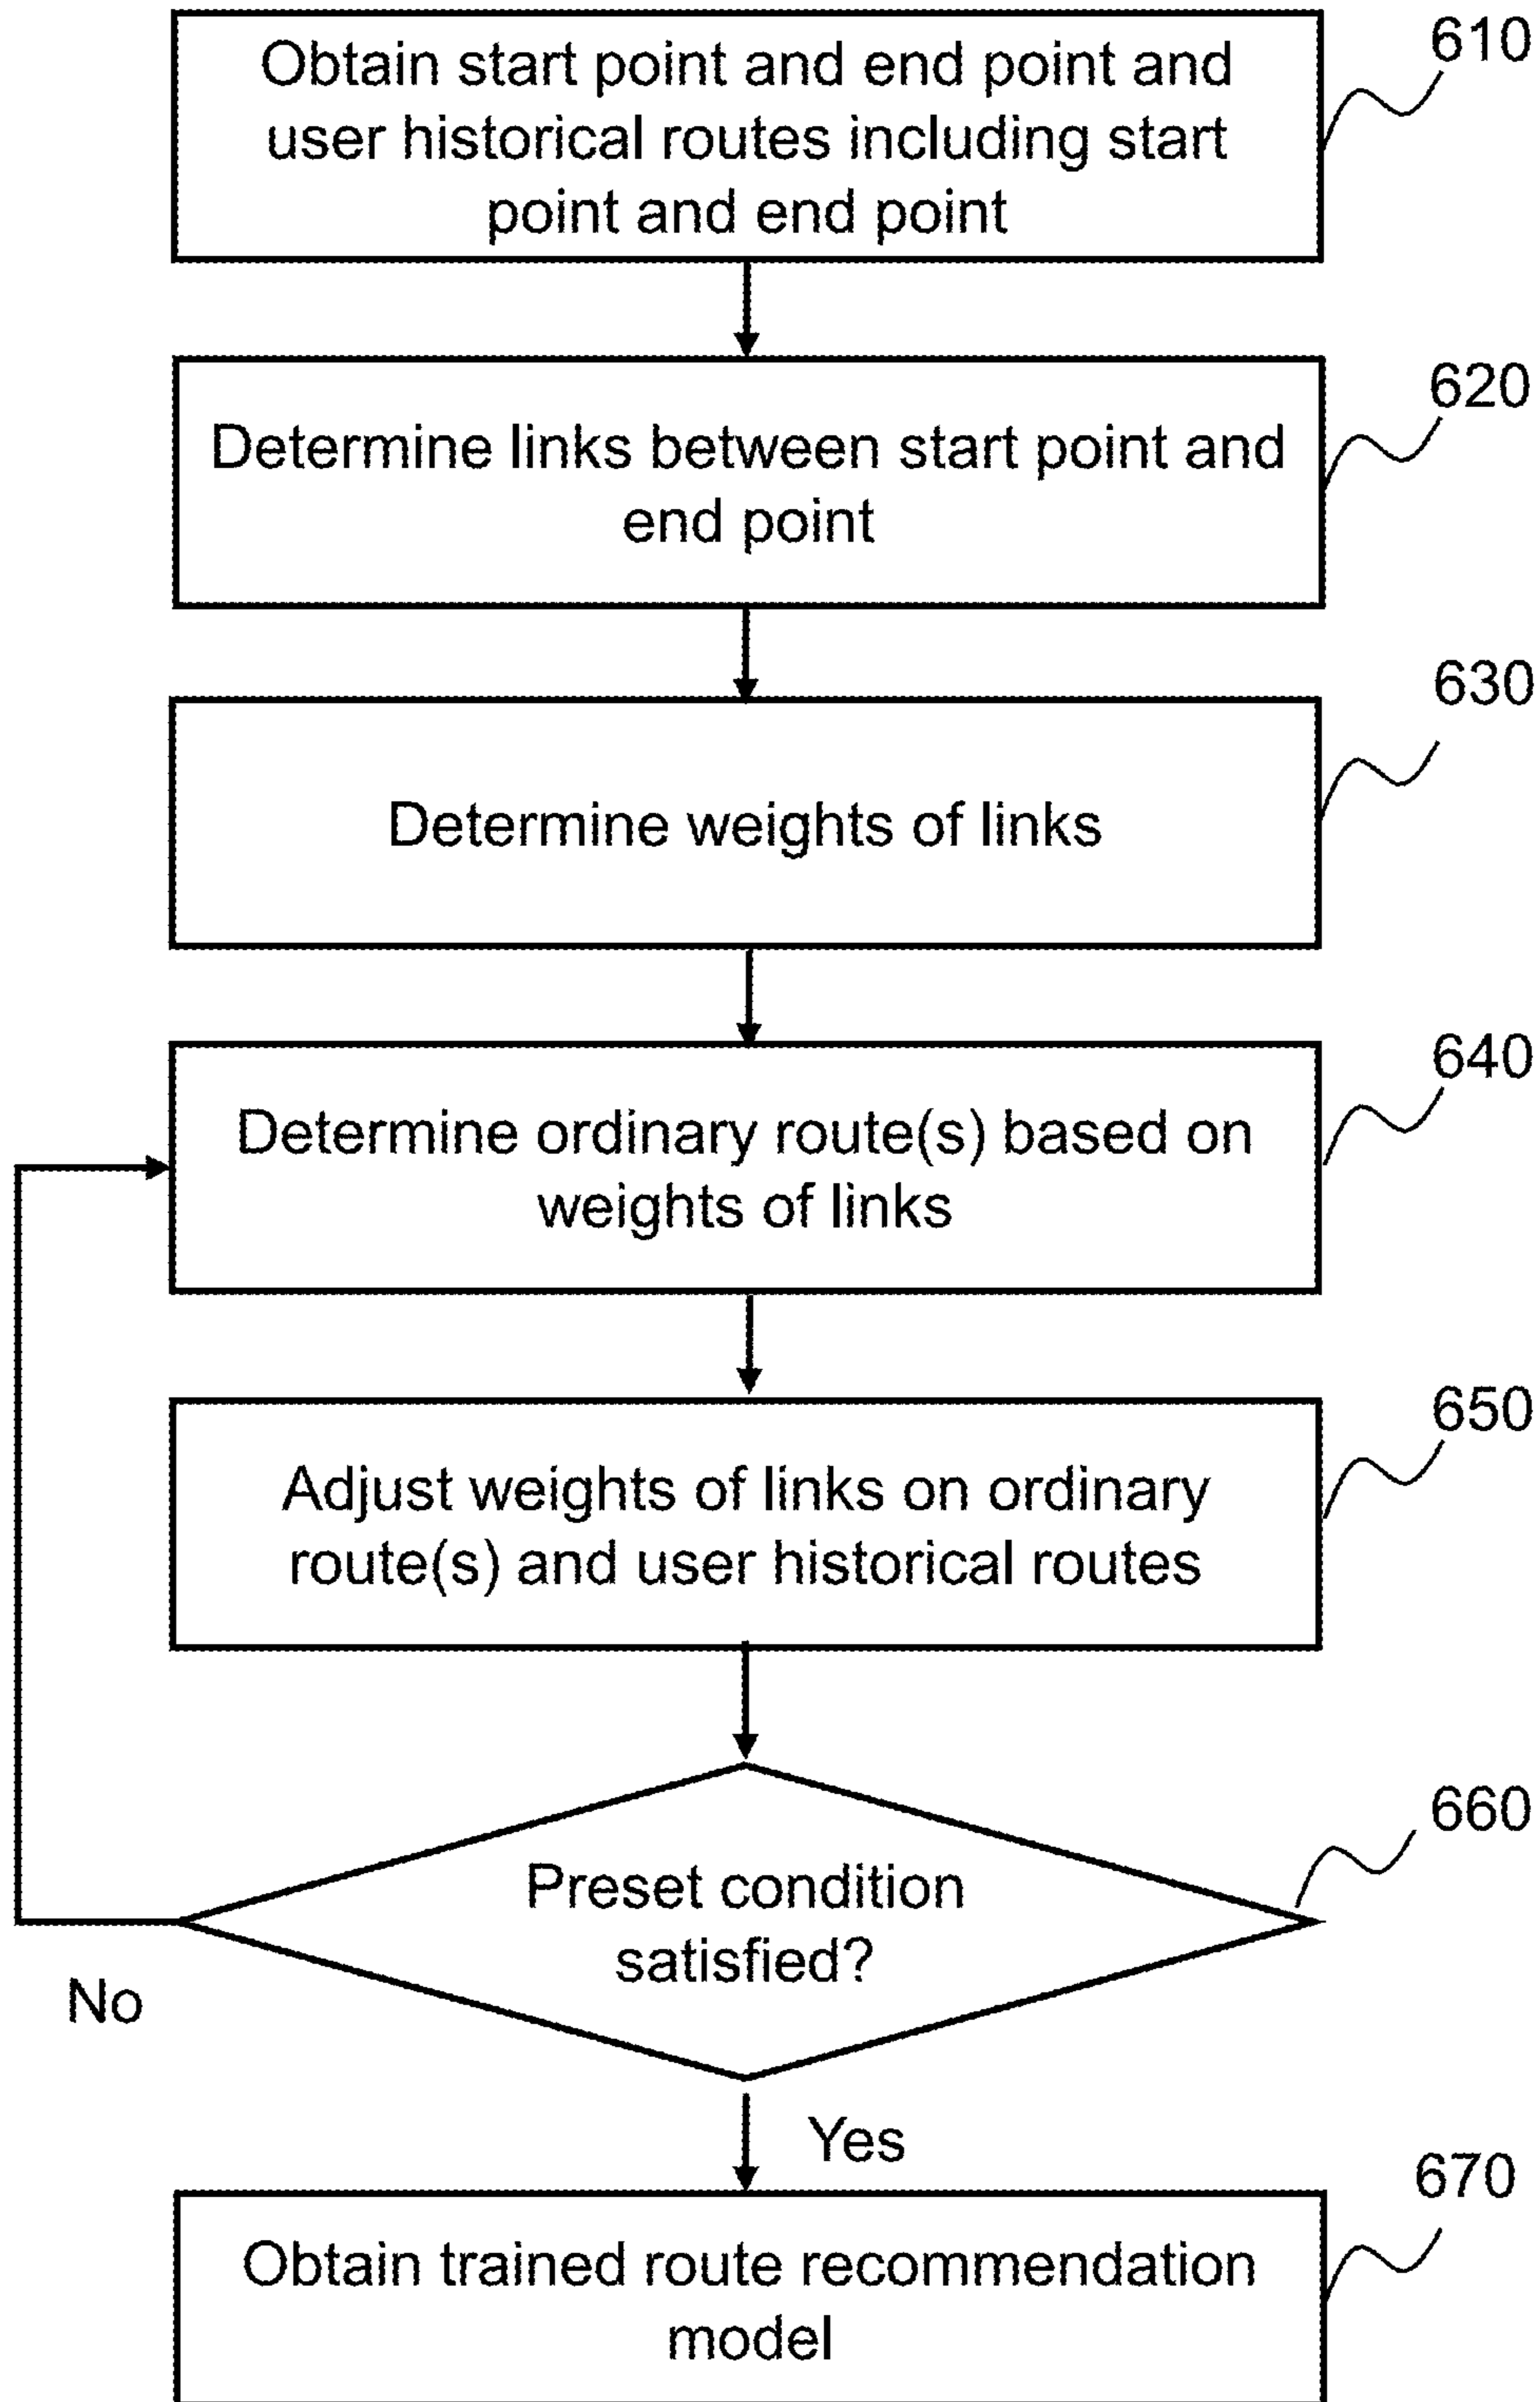 610
Obtain start point and end point and
user historical routes including start
point and end point
620
Determine links between start point and
end point
630
Determine weights of links
640
Determine ordinary route(s) based on
weights of links
650
Adjust weights of links on ordinary
route(s) and user historical routes
660
Preset condition
satisfied?
No
Yes
670
Obtain trained route recommendation
model